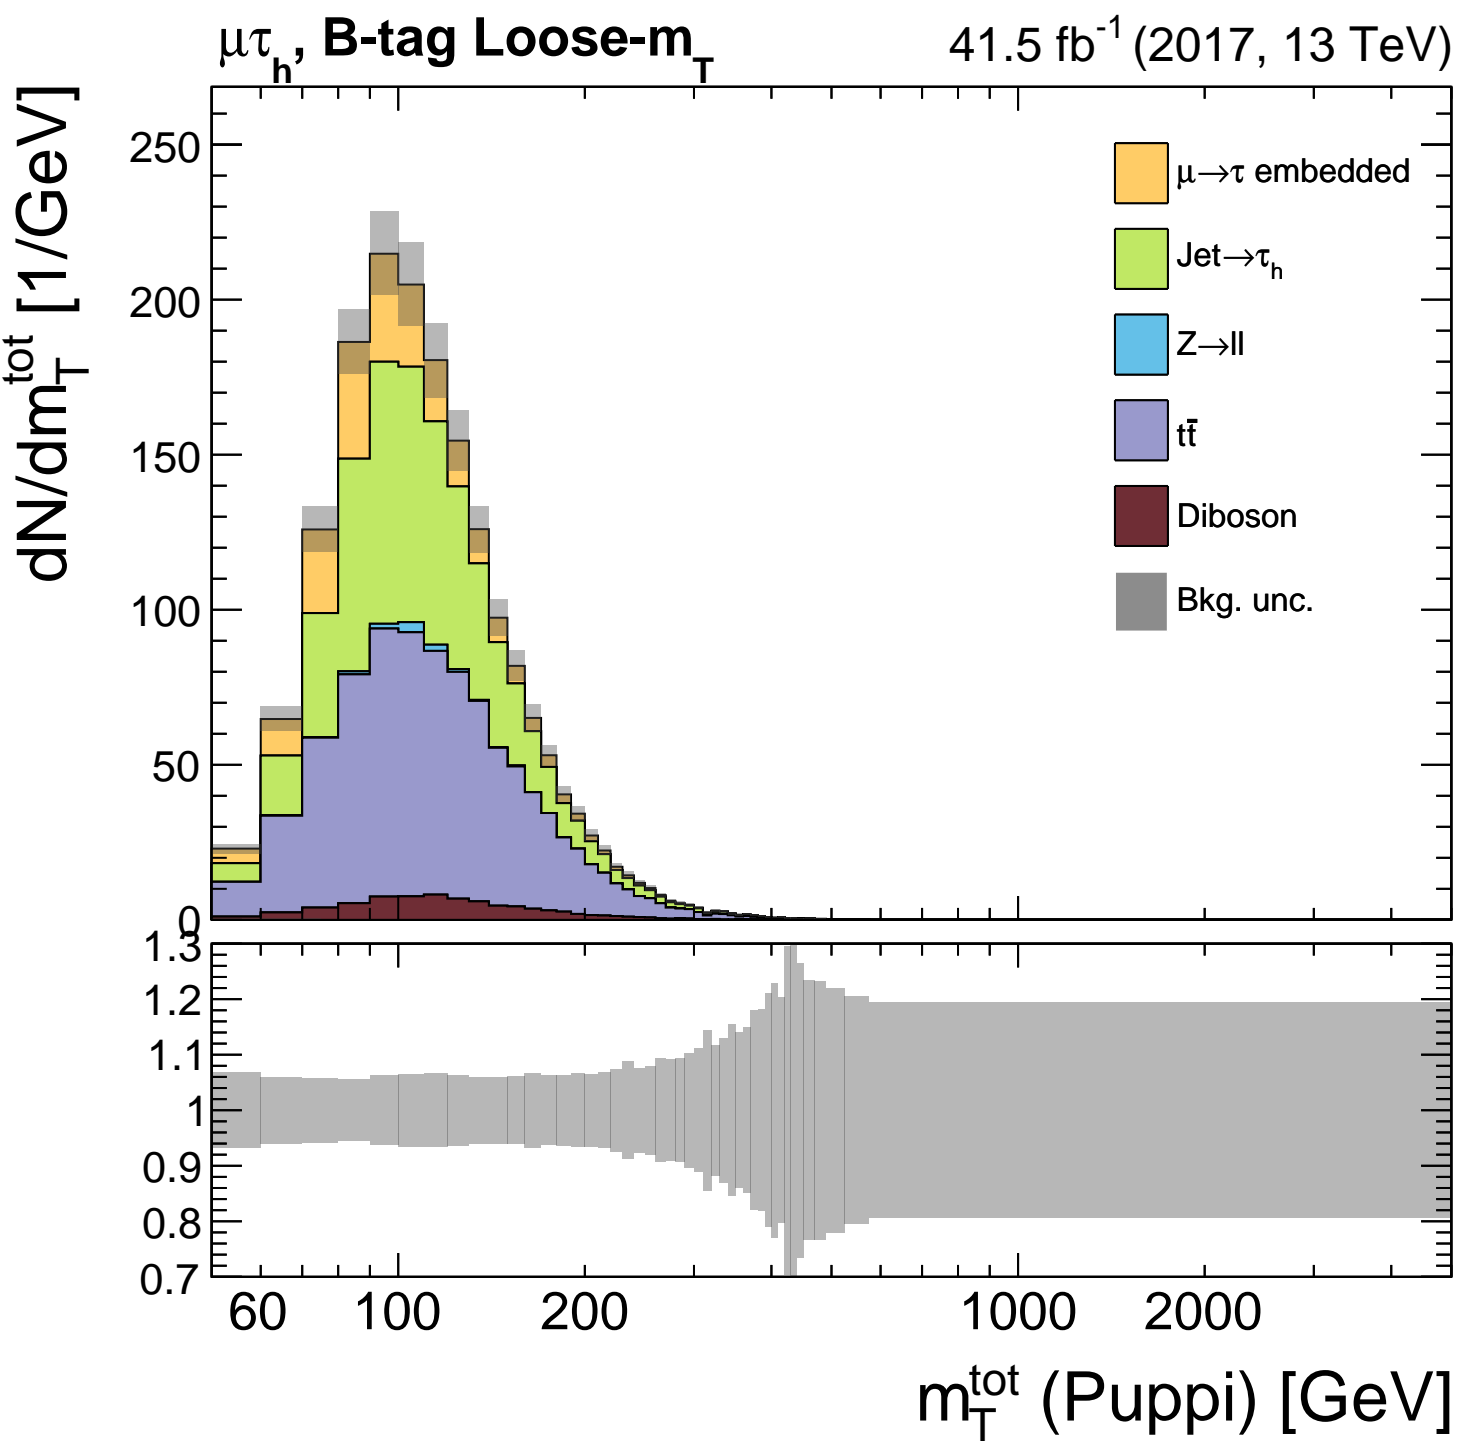 μτh, B-tag Loose-mT
41.5 fb-1 (2017, 13 TeV)
dN/dmTtot [1/GeV]
250
200
150
100
50
0
μ→τ embedded
Jet→τh
Z→ll
tt̄
Diboson
Bkg. unc.
1.3
1.2
1.1
1
0.9
0.8
0.7
60 100 200 1000 2000
mTtot (Puppi) [GeV]